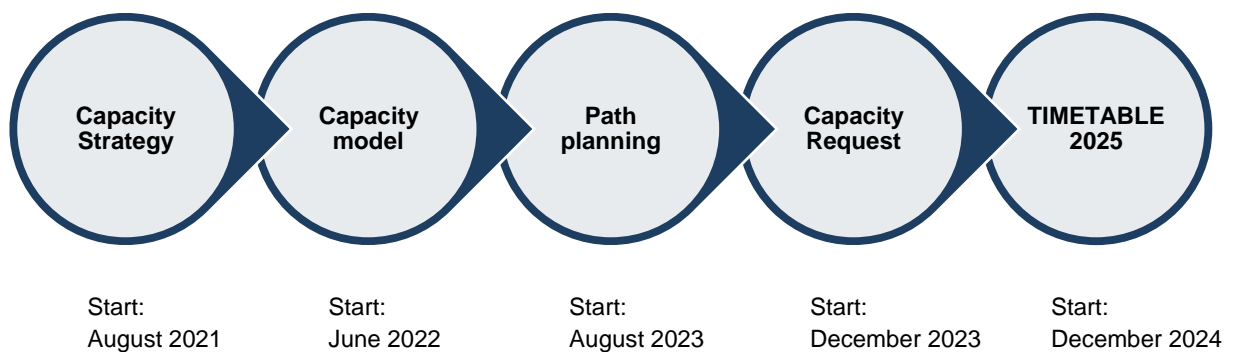 Capacity
Strategy
Capacity
model
Path
planning
Capacity
Request
TIMETABLE
2025
Start:
August 2021
Start:
June 2022
Start:
August 2023
Start:
December 2023
Start:
December 2024